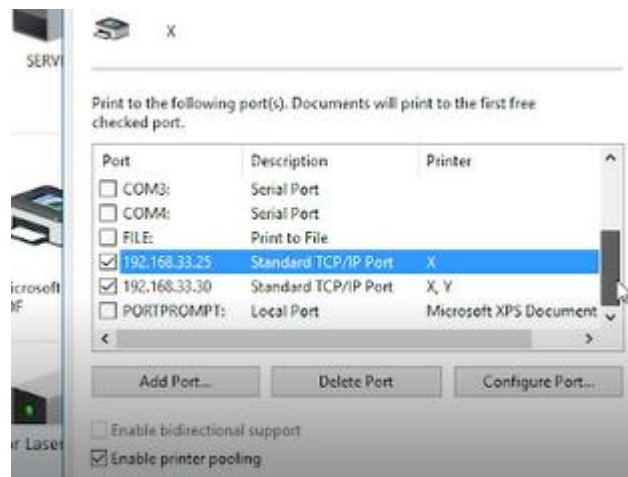 X
SERV
Print to the following port(s). Documents will print to the first free
checked port.
Port Description Printer
COM3: Serial Port
COM4: Serial Port
FILE: Print to File
192.168.33.25 Standard TCP/IP Port X
192.168.33.30 Standard TCP/IP Port X, Y
PORTPROMPT: Local Port Microsoft XPS Document
icrosoft
Add Port... Delete Port Configure Port...
Enable bidirectional support
r Laser
Enable printer pooling